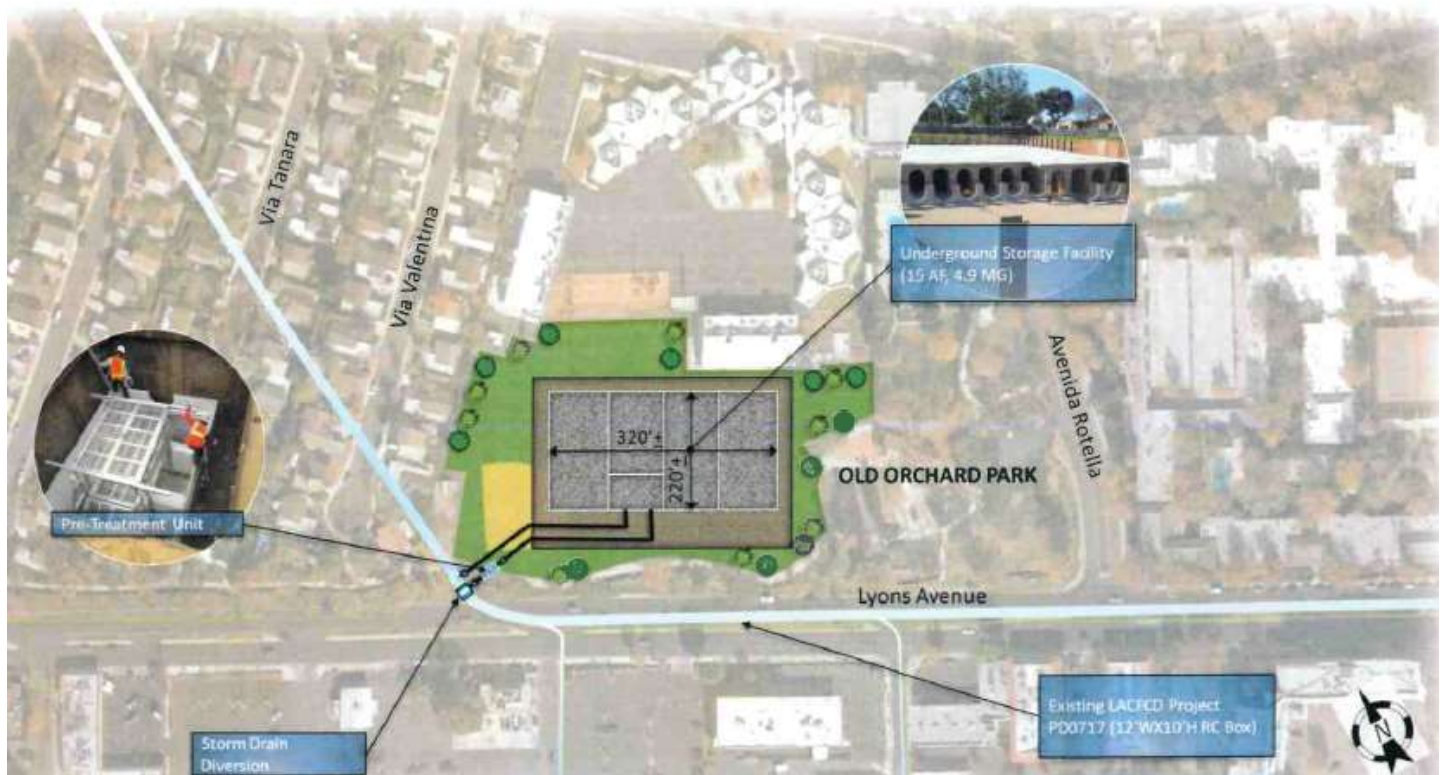 Via Tanara
Via Valentina
Underground Storage Facility
(15 AF, 4.9 MG)
Avenida Rotella
320'±
220'±
OLD ORCHARD PARK
Pre-Treatment Unit
Lyons Avenue
Existing LACFCD Project
PD0717 (12'WX10'H RC Box)
Storm Drain
Diversion
N